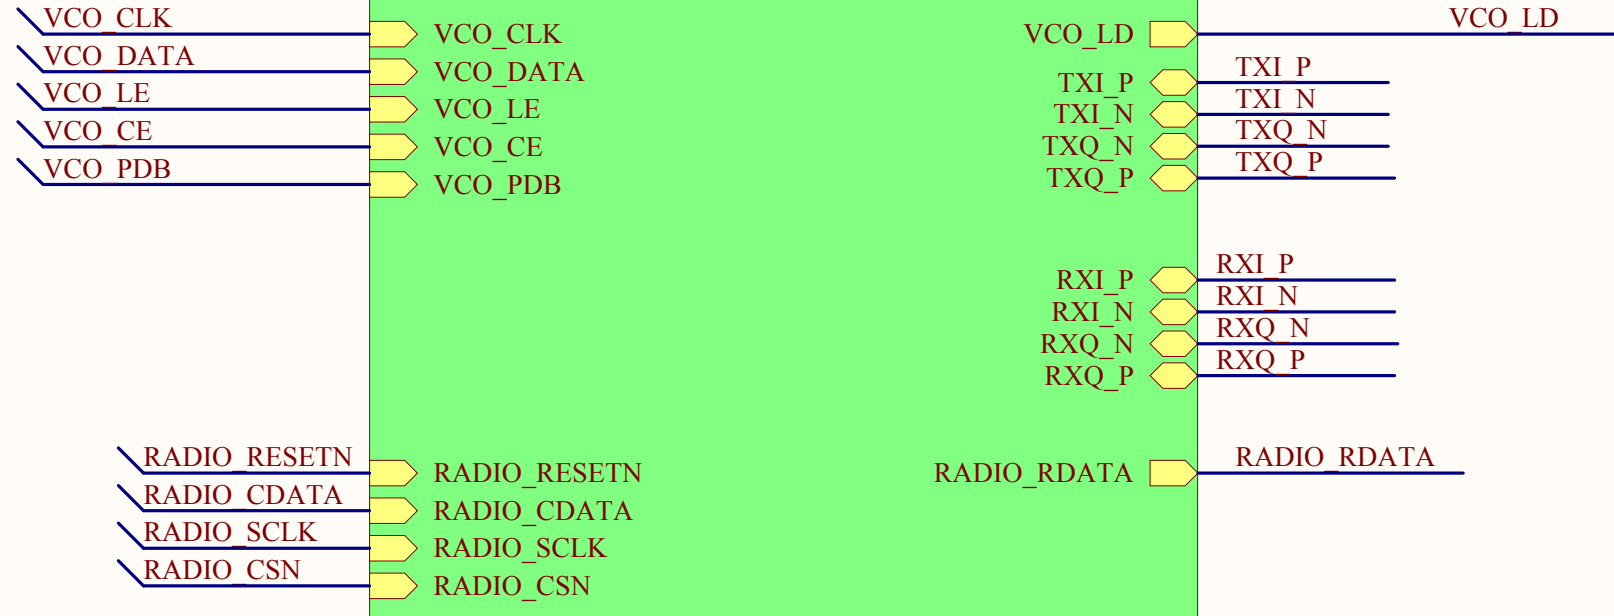 VCO_CLK
VCO_DATA
VCO_LE
VCO_CE
VCO_PDB
VCO_CLK
VCO_DATA
VCO_LE
VCO_CE
VCO_PDB
VCO_LD
TXI_P
TXI_N
TXQ_N
TXQ_P
VCO_LD
TXI_P
TXI_N
TXQ_N
TXQ_P
RXI_P
RXI_N
RXQ_N
RXQ_P
RXI_P
RXI_N
RXQ_N
RXQ_P
RADIO_RESETN
RADIO_CDATA
RADIO_SCLK
RADIO_CSN
RADIO_RESETN
RADIO_CDATA
RADIO_SCLK
RADIO_CSN
RADIO_RDATA
RADIO_RDATA